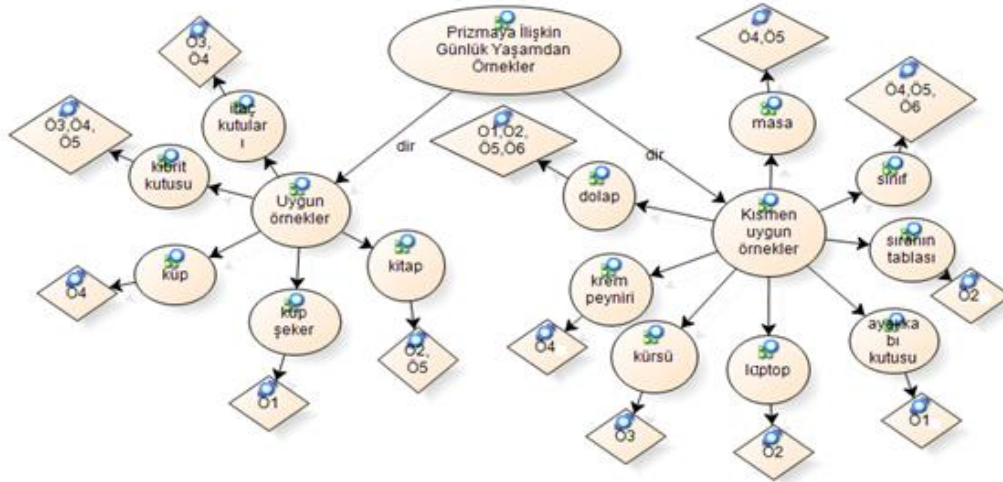 Prizmaya İlişkin
Günlük Yaşamdan
Örnekler
dir
dir
Uygun
örnekler
ilaç
kutular
ı
Ö3,
Ö4
kibrit
kutusu
Ö3,Ö4,
Ö5
küp
Ö4
küp
şeker
Ö1
kitap
Ö2,
Ö5
Kısmen
uygun
örnekler
dolap
Ö1,Ö2,
Ö5,Ö6
masa
Ö4,Ö5
sınıf
Ö4,Ö5,
Ö6
sıranın
tablası
Ö2
ayakka
bı
kutusu
Ö1
laptop
Ö2
kürsü
Ö3
krem
peyniri
Ö4